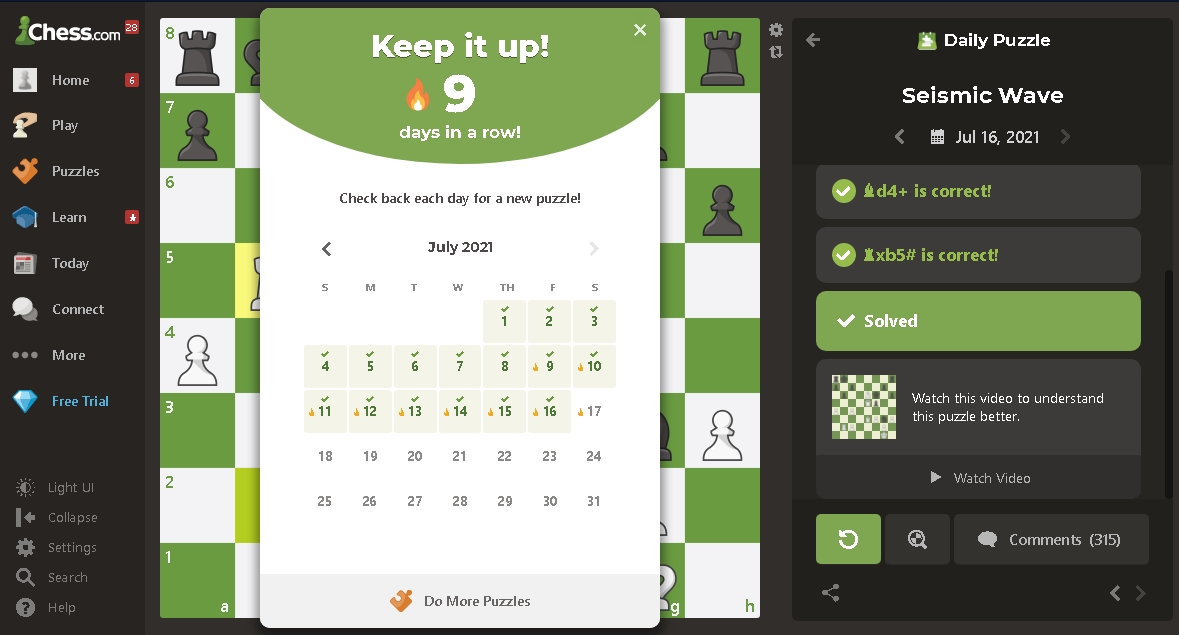 Chess.com 28
Home 6
Play
Puzzles
Learn
Today
Connect
More
Free Trial
Light UI
Collapse
Settings
Search
Help
8
7
6
5
4
3
2
1
a
g
h
Keep it up!
9
days in a row!
Check back each day for a new puzzle!
July 2021
S M T W TH F S
1 2 3
4 5 6 7 8 9 10
11 12 13 14 15 16 17
18 19 20 21 22 23 24
25 26 27 28 29 30 31
Do More Puzzles
Daily Puzzle
Seismic Wave
Jul 16, 2021
d4+ is correct!
xb5# is correct!
Solved
Watch this video to understand
this puzzle better.
Watch Video
Comments (315)